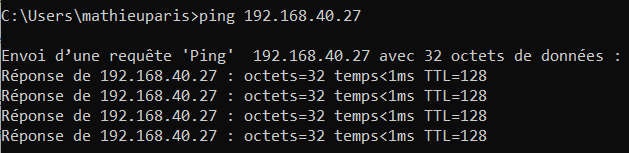 C:\Users\mathieuparis>ping 192.168.40.27
Envoi d’une requête 'Ping'  192.168.40.27 avec 32 octets de données :
Réponse de 192.168.40.27 : octets=32 temps<1ms TTL=128
Réponse de 192.168.40.27 : octets=32 temps<1ms TTL=128
Réponse de 192.168.40.27 : octets=32 temps<1ms TTL=128
Réponse de 192.168.40.27 : octets=32 temps<1ms TTL=128